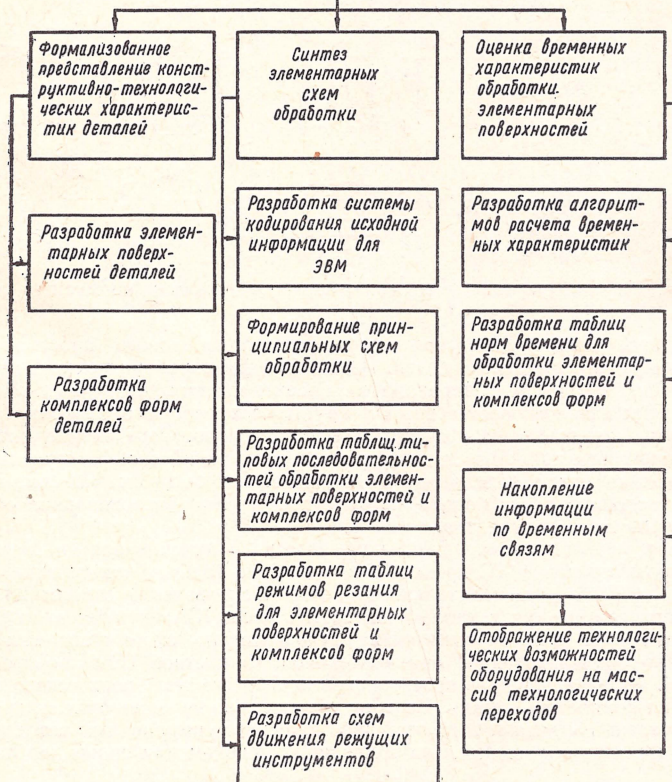 Формализованное
представление конст-
руктивно-технологи-
ческих характерис-
тик деталей
Разработка элемен-
тарных поверх-
ностей деталей
Разработка
комплексов форм
деталей
Синтез
элементарных
схем
обработки
Разработка системы
кодирования исходной
информации для
ЭВМ
Формирование прин-
ципиальных схем
обработки
Разработка таблиц ти-
повых последовательнос-
тей обработки элемен-
тарных поверхностей и
комплексов форм
Разработка таблиц
режимов резания
для элементарных
поверхностей и
комплексов форм
Разработка схем
движения режущих
инструментов
Оценка временных
характеристик
обработки
элементарных
поверхностей
Разработка алгорит-
мов расчета времен-
ных характеристик
Разработка таблиц
норм времени для
обработки элементар-
ных поверхностей и
комплексов форм
Накопление
информации
по временным
связям
Отображение технологи-
ческих возможностей
оборудования на мас-
сив технологических
переходов